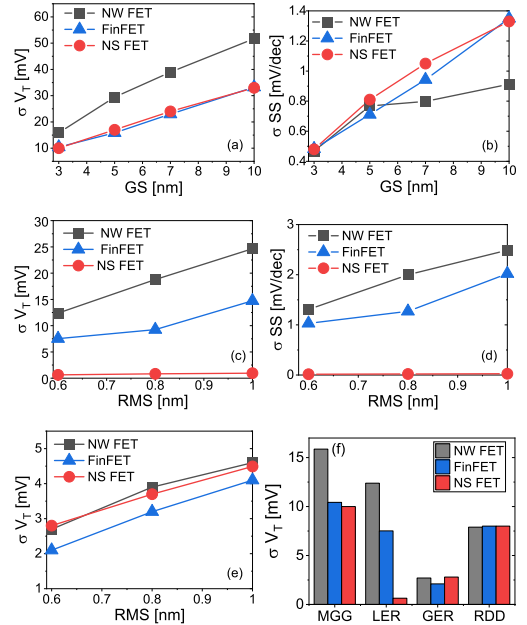 NW FET
FinFET
NS FET
σ V_T [mV]
60
50
40
30
20
10
(a)
3 4 5 6 7 8 9 10
GS [nm]
NW FET
FinFET
NS FET
σ SS [mV/dec]
1.4
1.2
1
0.8
0.6
0.4
(b)
3 4 5 6 7 8 9 10
GS [nm]
NW FET
FinFET
NS FET
σ V_T [mV]
30
25
20
15
10
5
0
(c)
0.6 0.7 0.8 0.9 1
RMS [nm]
NW FET
FinFET
NS FET
σ SS [mV/dec]
3
2
1
0
(d)
0.6 0.7 0.8 0.9 1
RMS [nm]
NW FET
FinFET
NS FET
σ V_T [mV]
5
4
3
2
1
(e)
0.6 0.7 0.8 0.9 1
RMS [nm]
(f)
NW FET
FinFET
NS FET
σ V_T
15
10
5
0
MGG LER GER RDD